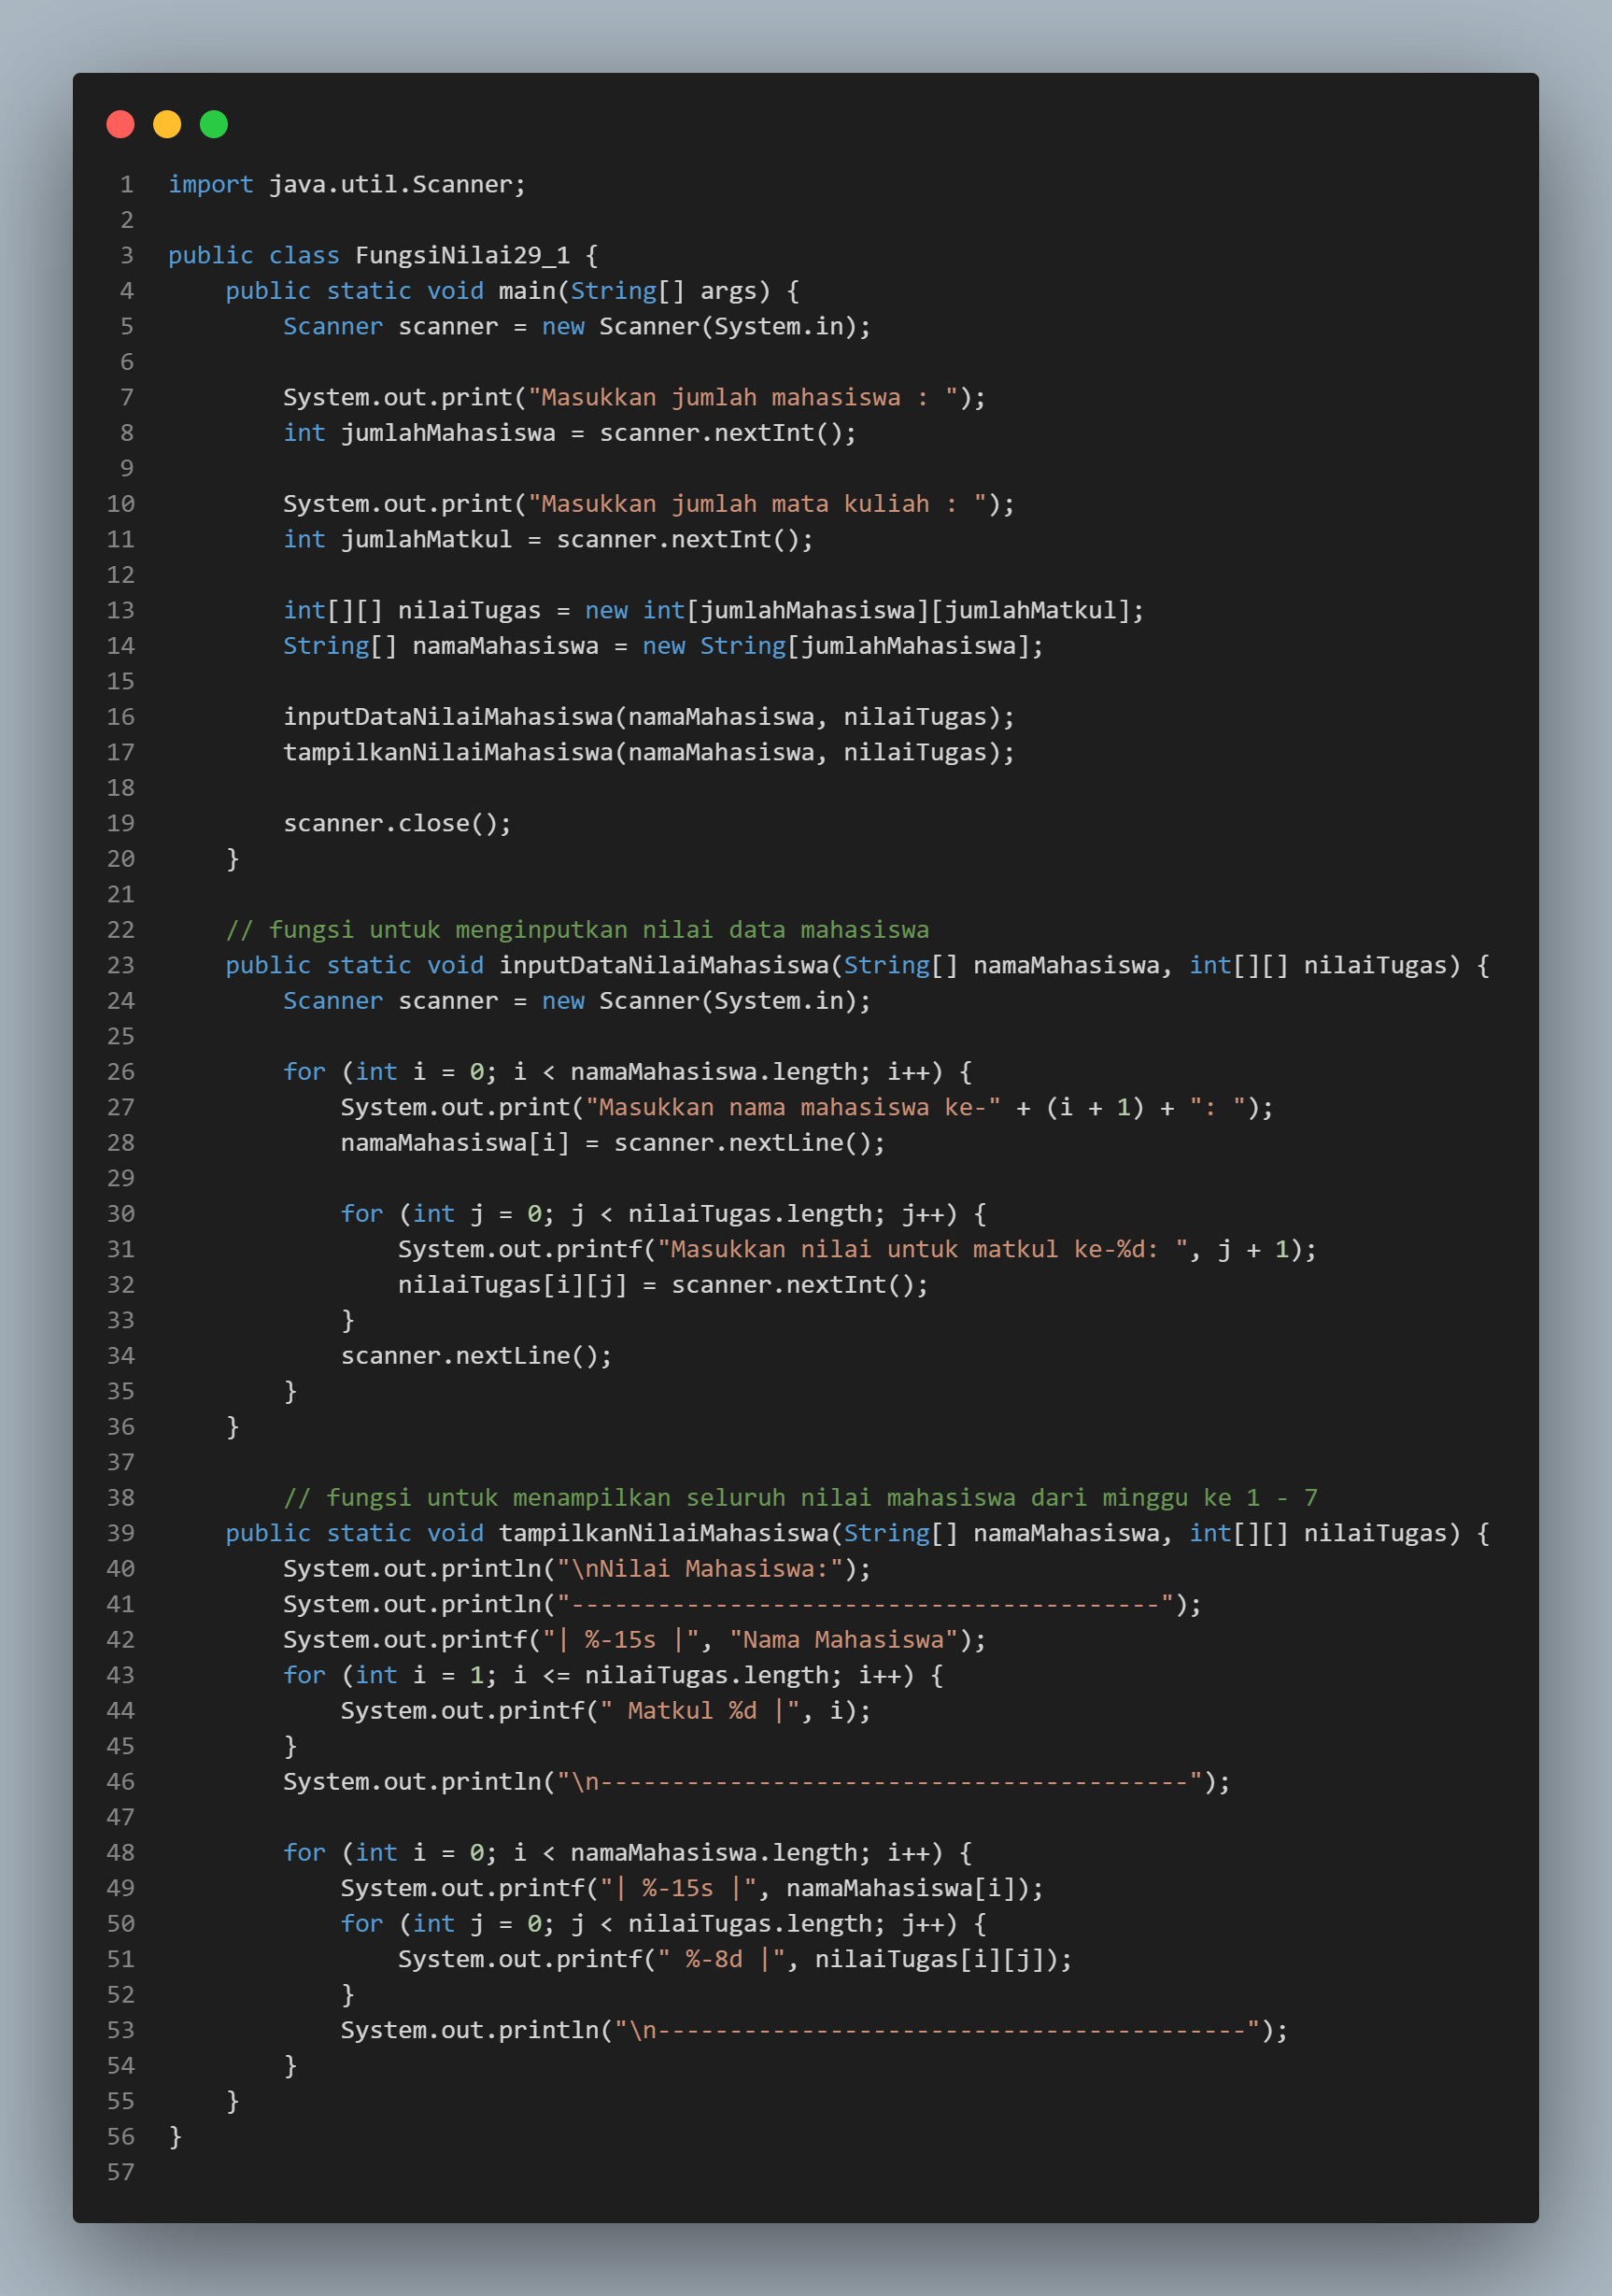 1 import java.util.Scanner;
2
3 public class FungsiNilai29_1 {
4     public static void main(String[] args) {
5         Scanner scanner = new Scanner(System.in);
6
7         System.out.print("Masukkan jumlah mahasiswa : ");
8         int jumlahMahasiswa = scanner.nextInt();
9
10         System.out.print("Masukkan jumlah mata kuliah : ");
11         int jumlahMatkul = scanner.nextInt();
12
13         int[][] nilaiTugas = new int[jumlahMahasiswa][jumlahMatkul];
14         String[] namaMahasiswa = new String[jumlahMahasiswa];
15
16         inputDataNilaiMahasiswa(namaMahasiswa, nilaiTugas);
17         tampilkanNilaiMahasiswa(namaMahasiswa, nilaiTugas);
18
19         scanner.close();
20     }
21
22     // fungsi untuk menginputkan nilai data mahasiswa
23     public static void inputDataNilaiMahasiswa(String[] namaMahasiswa, int[][] nilaiTugas) {
24         Scanner scanner = new Scanner(System.in);
25
26         for (int i = 0; i < namaMahasiswa.length; i++) {
27             System.out.print("Masukkan nama mahasiswa ke-" + (i + 1) + ": ");
28             namaMahasiswa[i] = scanner.nextLine();
29
30             for (int j = 0; j < nilaiTugas.length; j++) {
31                 System.out.printf("Masukkan nilai untuk matkul ke-%d: ", j + 1);
32                 nilaiTugas[i][j] = scanner.nextInt();
33             }
34             scanner.nextLine();
35         }
36     }
37
38         // fungsi untuk menampilkan seluruh nilai mahasiswa dari minggu ke 1 - 7
39     public static void tampilkanNilaiMahasiswa(String[] namaMahasiswa, int[][] nilaiTugas) {
40         System.out.println("\nNilai Mahasiswa:");
41         System.out.println("-----------------------------------------");
42         System.out.printf("| %-15s |", "Nama Mahasiswa");
43         for (int i = 1; i <= nilaiTugas.length; i++) {
44             System.out.printf(" Matkul %d |", i);
45         }
46         System.out.println("\n-----------------------------------------");
47
48         for (int i = 0; i < namaMahasiswa.length; i++) {
49             System.out.printf("| %-15s |", namaMahasiswa[i]);
50             for (int j = 0; j < nilaiTugas.length; j++) {
51                 System.out.printf(" %-8d |", nilaiTugas[i][j]);
52             }
53             System.out.println("\n-----------------------------------------");
54         }
55     }
56 }
57